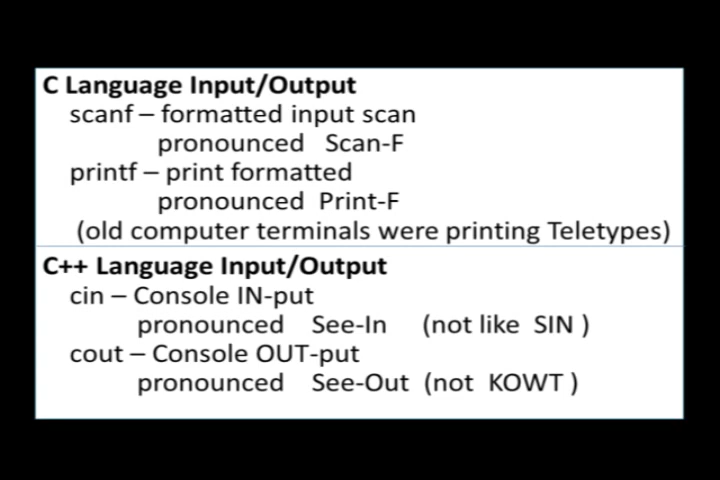 C Language Input/Output
scanf – formatted input scan
pronounced Scan-F
printf – print formatted
pronounced Print-F
(old computer terminals were printing Teletypes)
C++ Language Input/Output
cin – Console IN-put
pronounced See-In (not like SIN )
cout – Console OUT-put
pronounced See-Out (not KOWT )